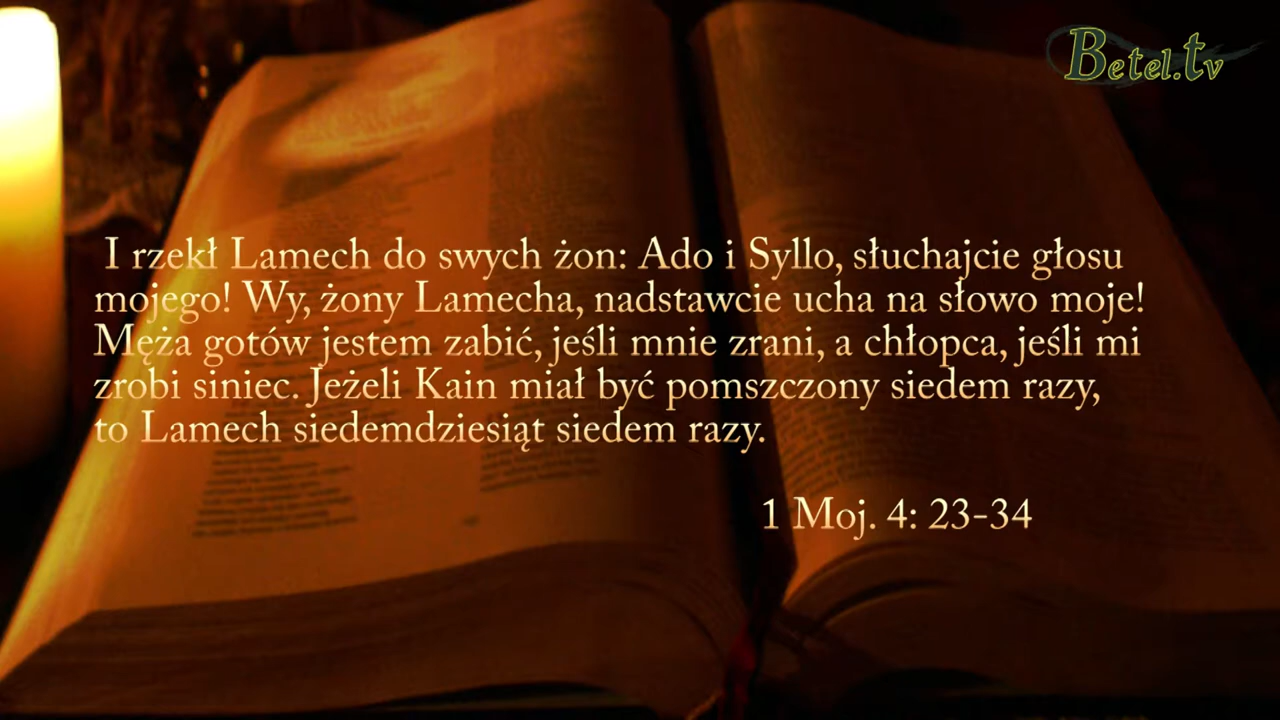 Betel.tv
I rzekł Lamech do swych żon: Ado i Syllo, słuchajcie głosu
mojego! Wy, żony Lamecha, nadstawcie ucha na słowo moje!
Męża gotów jestem zabić, jeśli mnie zrani, a chłopca, jeśli mi
zrobi siniec. Jeżeli Kain miał być pomszczony siedem razy,
to Lamech siedemdziesiąt siedem razy.
1 Moj. 4: 23-34